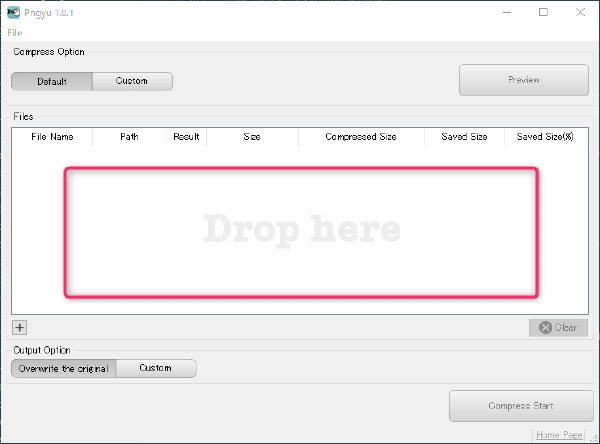 Pngyu 1.0.1
File
Compress Option
Default Custom Preview
Files
File Name Path Result Size Compressed Size Saved Size Saved Size(%)
Drop here
+ Clear
Output Option
Overwrite the original Custom
Compress Start
Home Page